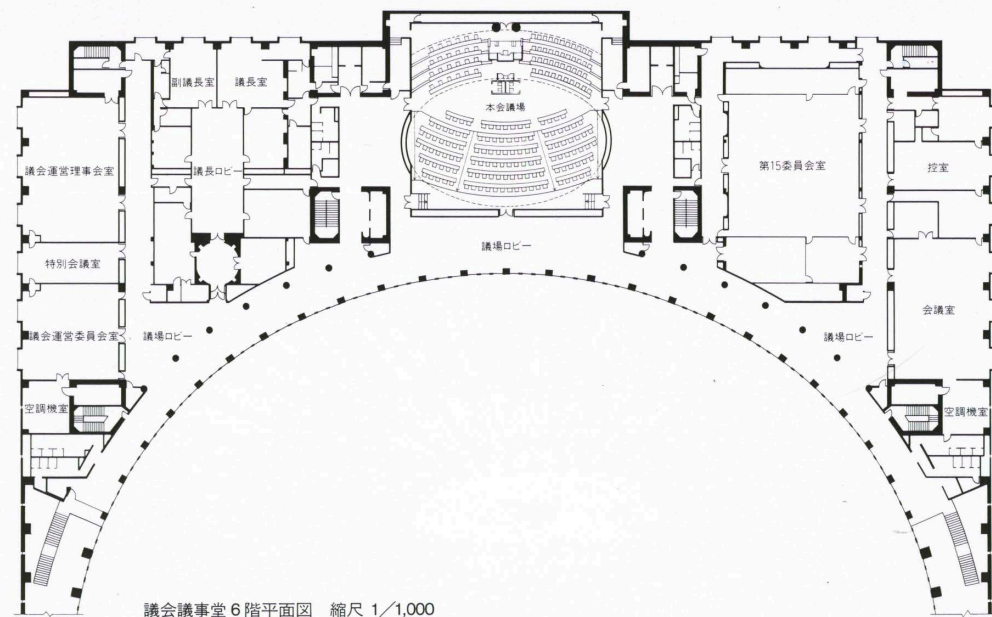 副議長室
議長室
本会議場
議会運営理事会室
議長ロビー
第15委員会室
控室
特別会議室
議場ロビー
議会運営委員会室
議場ロビー
議場ロビー
会議室
空調機室
空調機室
議会議事堂6階平面図 縮尺 1/1,000